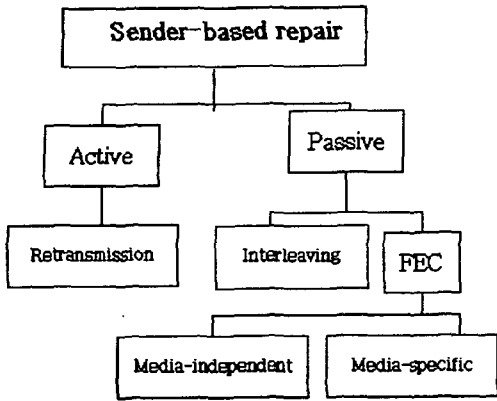 Sender-based repair
Active
Passive
Retransmission
Interleaving
FEC
Media-independent
Media-specific